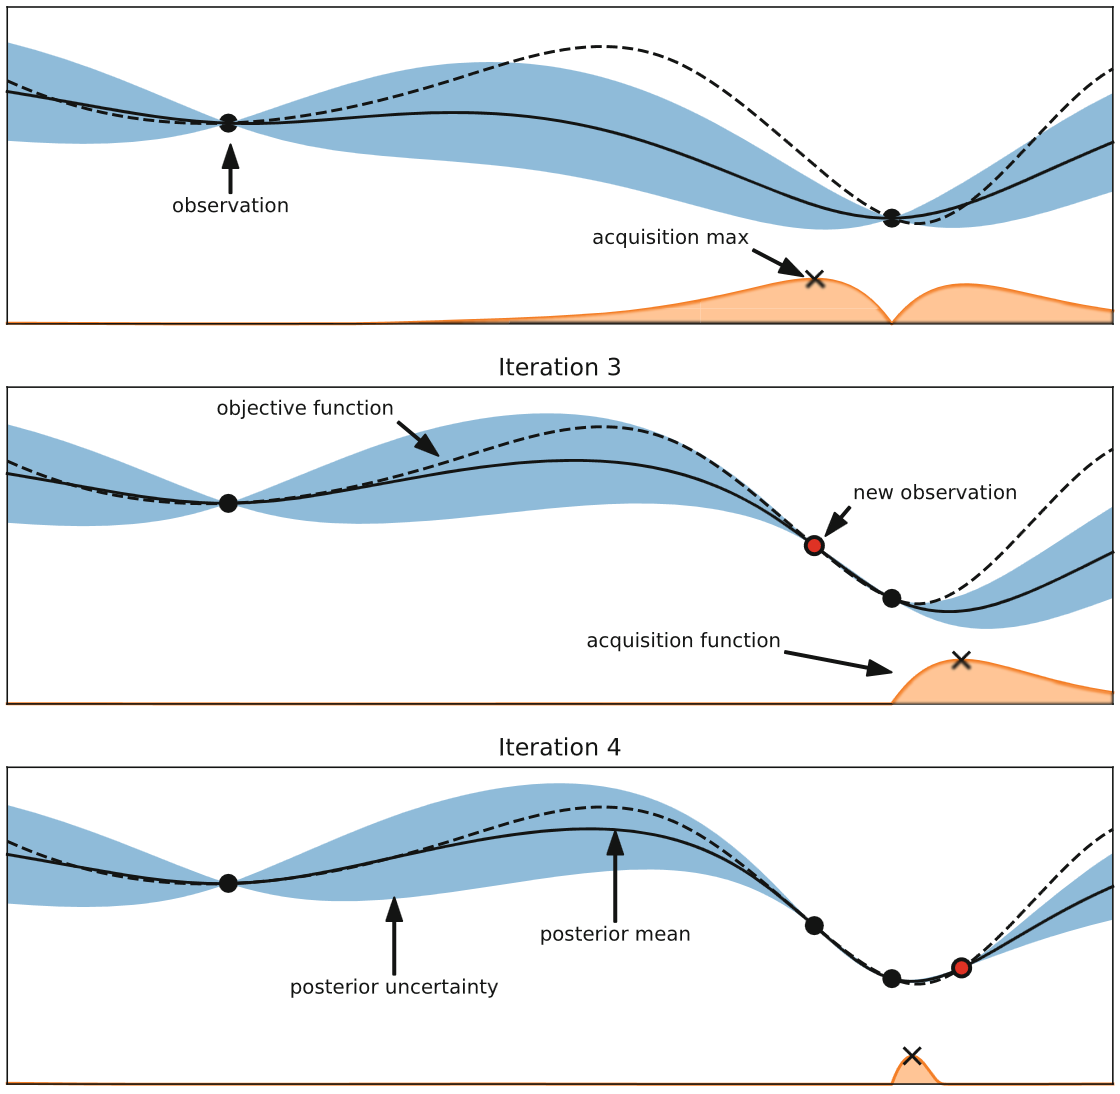 observation
acquisition max
Iteration 3
objective function
new observation
acquisition function
Iteration 4
posterior mean
posterior uncertainty